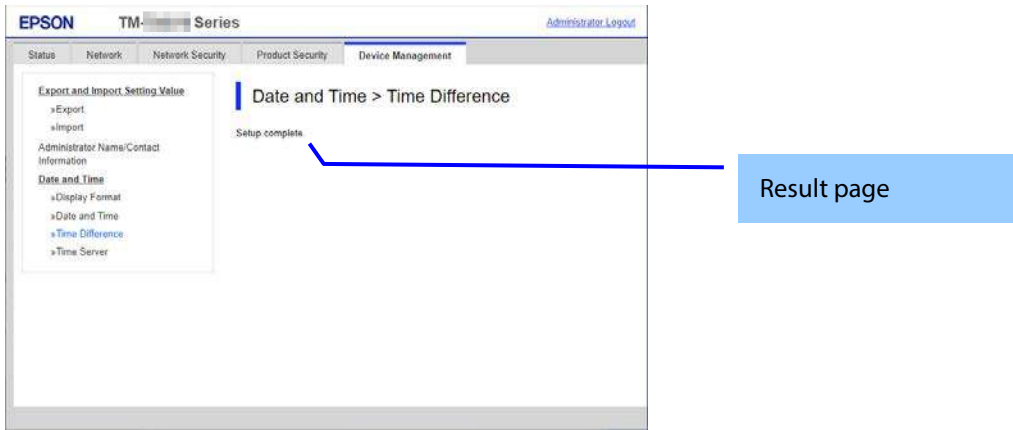 EPSON TM- Series Administrator Logout
Status Network Network Security Product Security Device Management
Export and Import Setting Value
»Export
»Import
Administrator Name/Contact
Information
Date and Time
»Display Format
»Date and Time
»Time Difference
»Time Server
Date and Time > Time Difference
Setup complete.
Result page